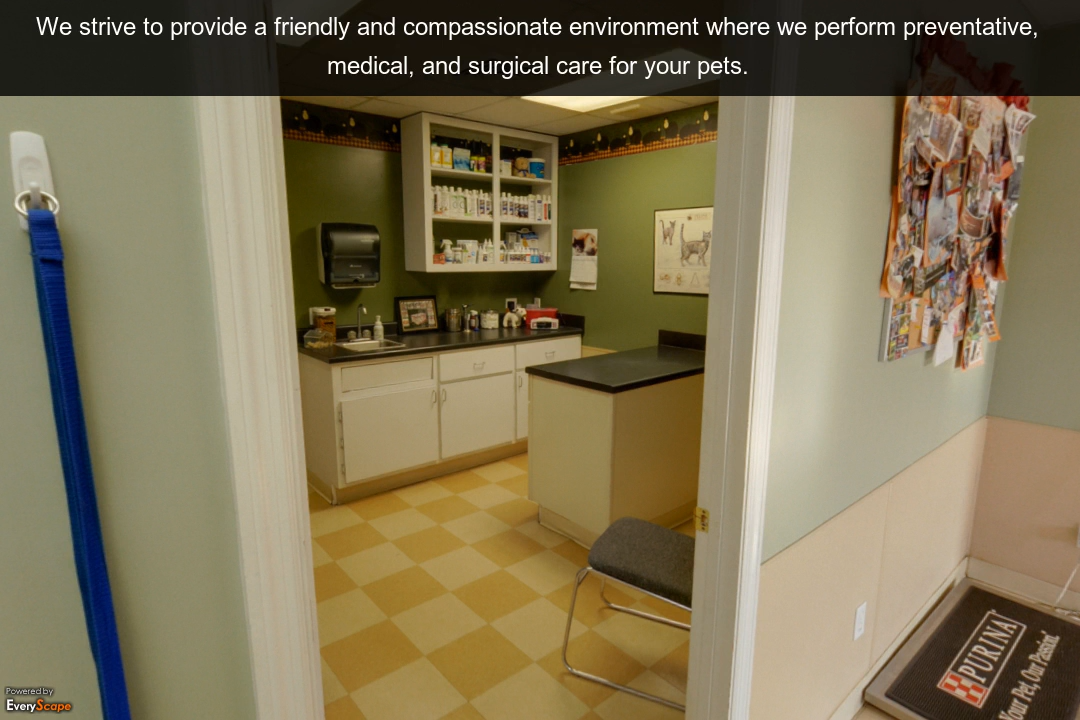 We strive to provide a friendly and compassionate environment where we perform preventative,
medical, and surgical care for your pets.
PURINA
Your Pet, Our Passion.
Powered by
EveryScape